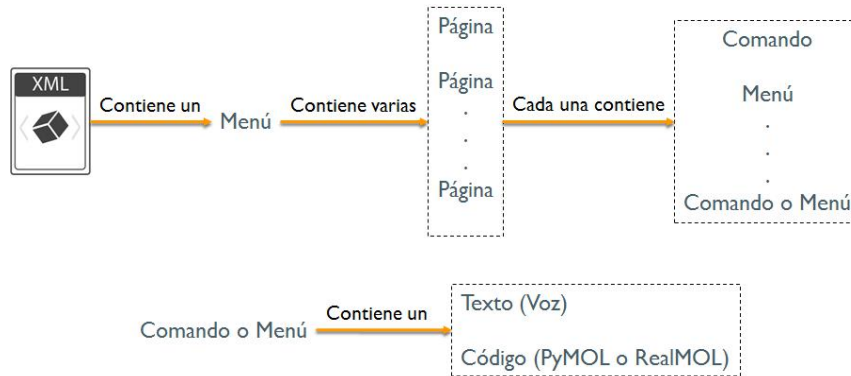 XML
Contiene un
Menú
Contiene varias
Página
Página
.
.
.
Página
Cada una contiene
Comando
Menú
.
.
.
Comando o Menú
Comando o Menú
Contiene un
Texto (Voz)
Código (PyMOL o RealMOL)